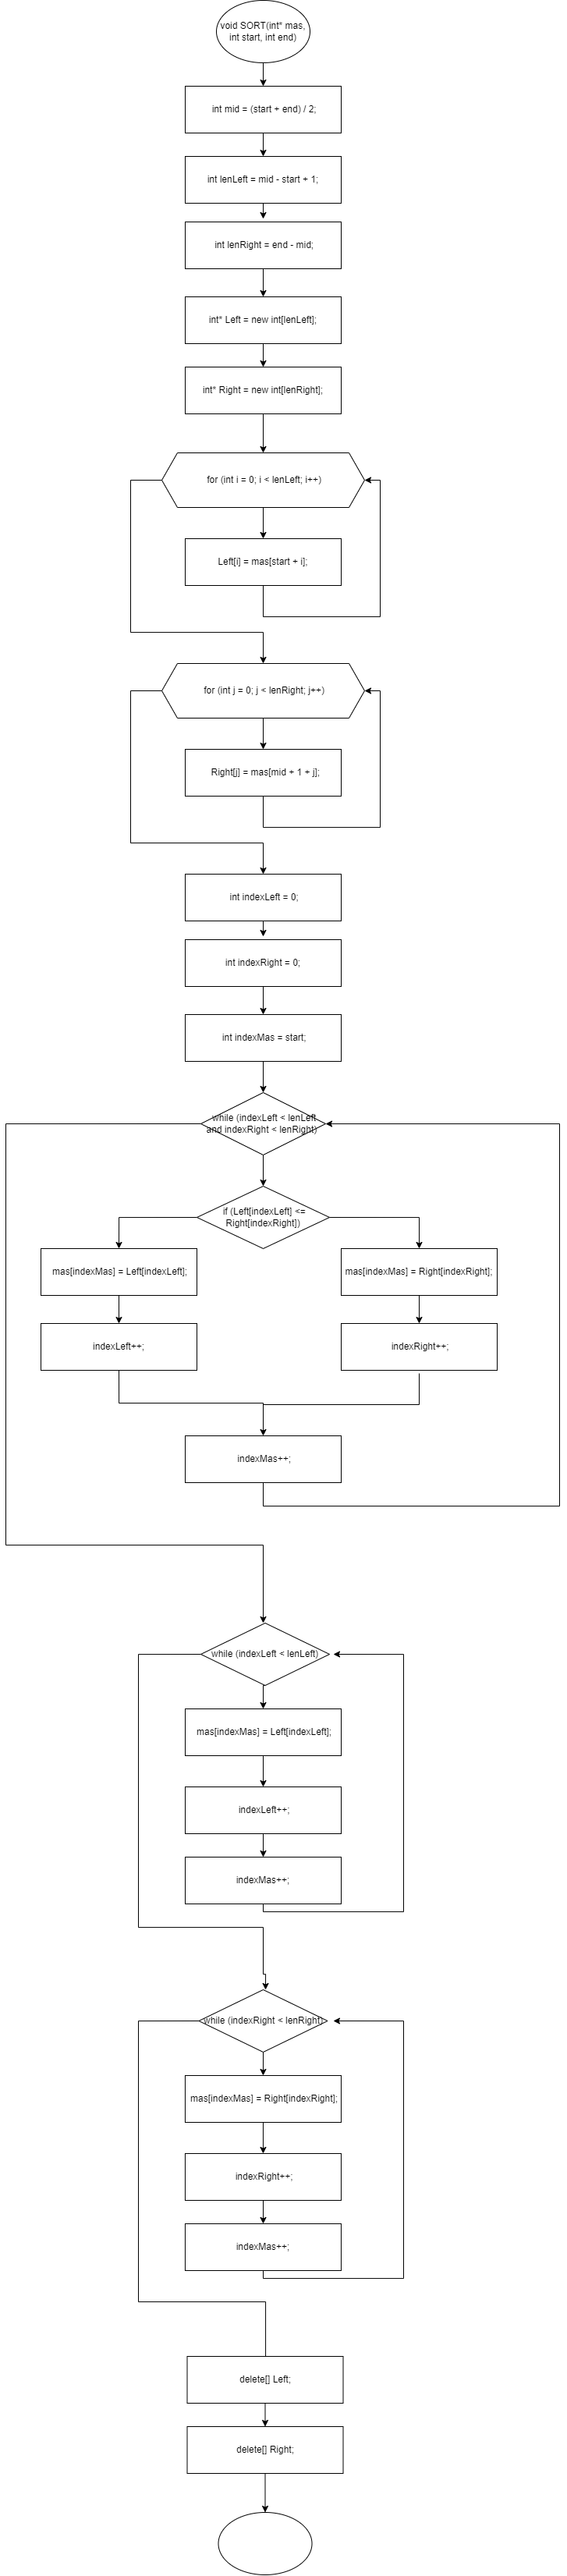 void SORT(int* mas,
int start, int end)
int mid = (start + end) / 2;
int lenLeft = mid - start + 1;
int lenRight = end - mid;
int* Left = new int[lenLeft];
int* Right = new int[lenRight];
for (int i = 0; i < lenLeft; i++)
Left[i] = mas[start + i];
for (int j = 0; j < lenRight; j++)
Right[j] = mas[mid + 1 + j];
int indexLeft = 0;
int indexRight = 0;
int indexMas = start;
while (indexLeft < lenLeft
and indexRight < lenRight)
if (Left[indexLeft] <=
Right[indexRight])
mas[indexMas] = Left[indexLeft];
mas[indexMas] = Right[indexRight];
indexLeft++;
indexRight++;
indexMas++;
while (indexLeft < lenLeft)
mas[indexMas] = Left[indexLeft];
indexLeft++;
indexMas++;
while (indexRight < lenRight)
mas[indexMas] = Right[indexRight];
indexRight++;
indexMas++;
delete[] Left;
delete[] Right;